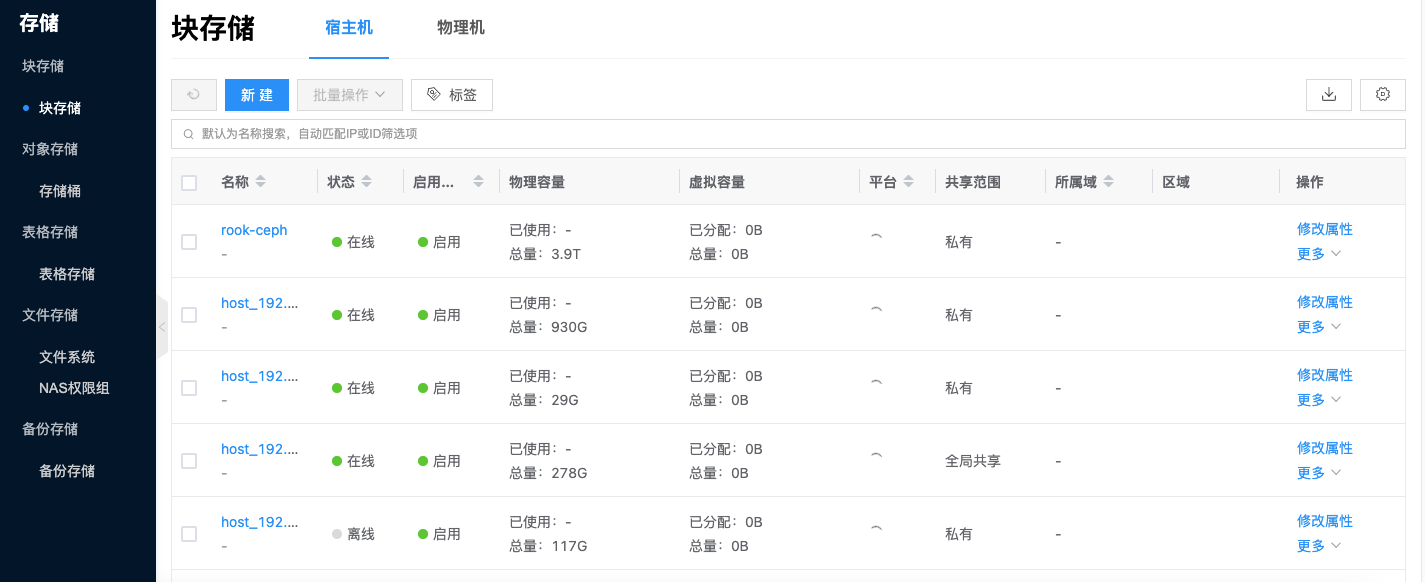 存储
块存储
块存储
对象存储
存储桶
表格存储
表格存储
文件存储
文件系统
NAS权限组
备份存储
备份存储
块存储 宿主机 物理机
新建 批量操作 标签
默认为名称搜索，自动匹配IP或ID筛选项
名称 状态 启用... 物理容量 虚拟容量 平台 共享范围 所属域 区域 操作
rook-ceph 在线 启用 已使用：- 已分配：0B 私有 - 修改属性
- 总量：3.9T 总量：0B 更多
host_192.... 在线 启用 已使用：- 已分配：0B 私有 - 修改属性
- 总量：930G 总量：0B 更多
host_192.... 在线 启用 已使用：- 已分配：0B 私有 - 修改属性
- 总量：29G 总量：0B 更多
host_192.... 在线 启用 已使用：- 已分配：0B 全局共享 - 修改属性
- 总量：278G 总量：0B 更多
host_192.... 离线 启用 已使用：- 已分配：0B 私有 - 修改属性
- 总量：117G 总量：0B 更多